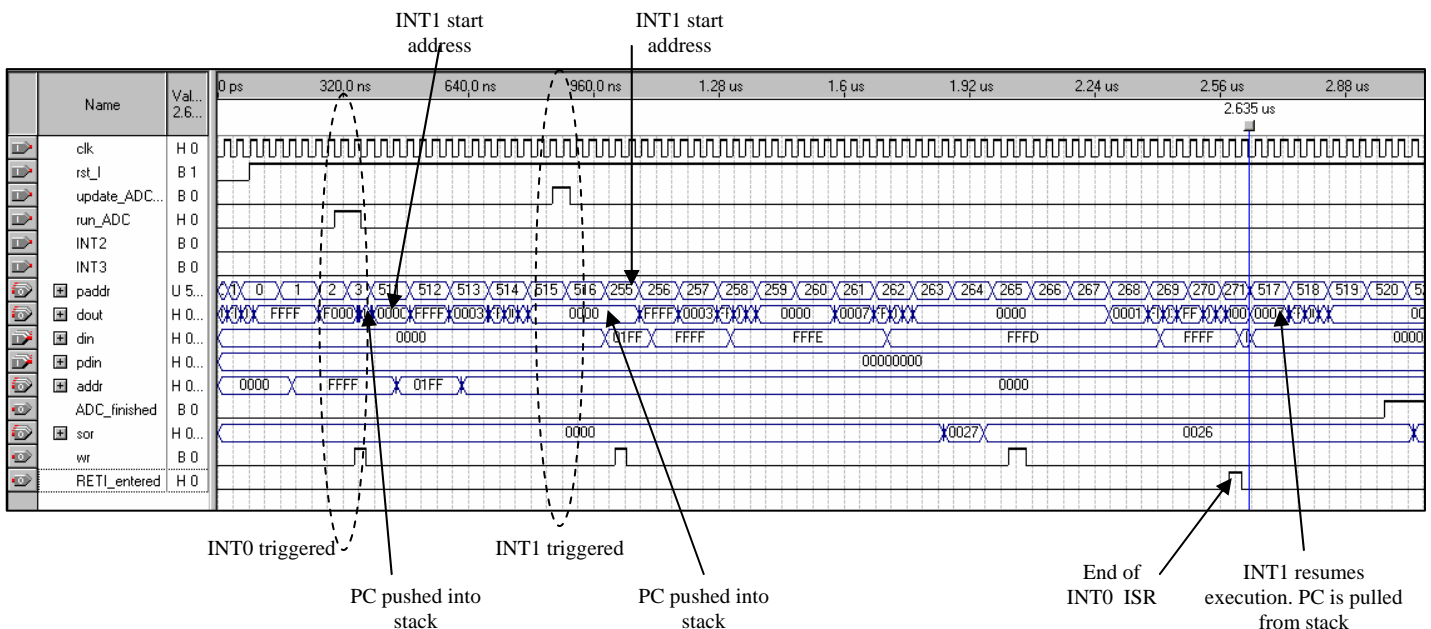 INT1 start
address
INT1 start
address
Name
Val...
2.6...
0 ps 320.0 ns 640.0 ns 960.0 ns 1.28 us 1.6 us 1.92 us 2.24 us 2.56 us 2.88 us
2.635 us
clk H 0
rst_l B 1
update_ADC... B 0
run_ADC H 0
INT2 B 0
INT3 B 0
paddr U 5... 1 0 1 2 3 512 513 514 515 516 255 256 257 258 259 260 261 262 263 264 265 266 267 268 269 270 271 517 518 519 520
dout H 0... FFFF F000 000C FFFF 0003 0000 FFFF 0003 0000 0007 0000 0001 FF 00
din H 0... 0000 01FF FFFF FFFE FFFD FFFF 0000
pdin H 0... 00000000
addr H 0... 0000 FFFF 01FF 0000
ADC_finished B 0
sor H 0... 0000 0027 0026
wr B 0
RETI_entered H 0
INT0 triggered
INT1 triggered
PC pushed into
stack
PC pushed into
stack
End of
INT0 ISR
INT1 resumes
execution. PC is pulled
from stack